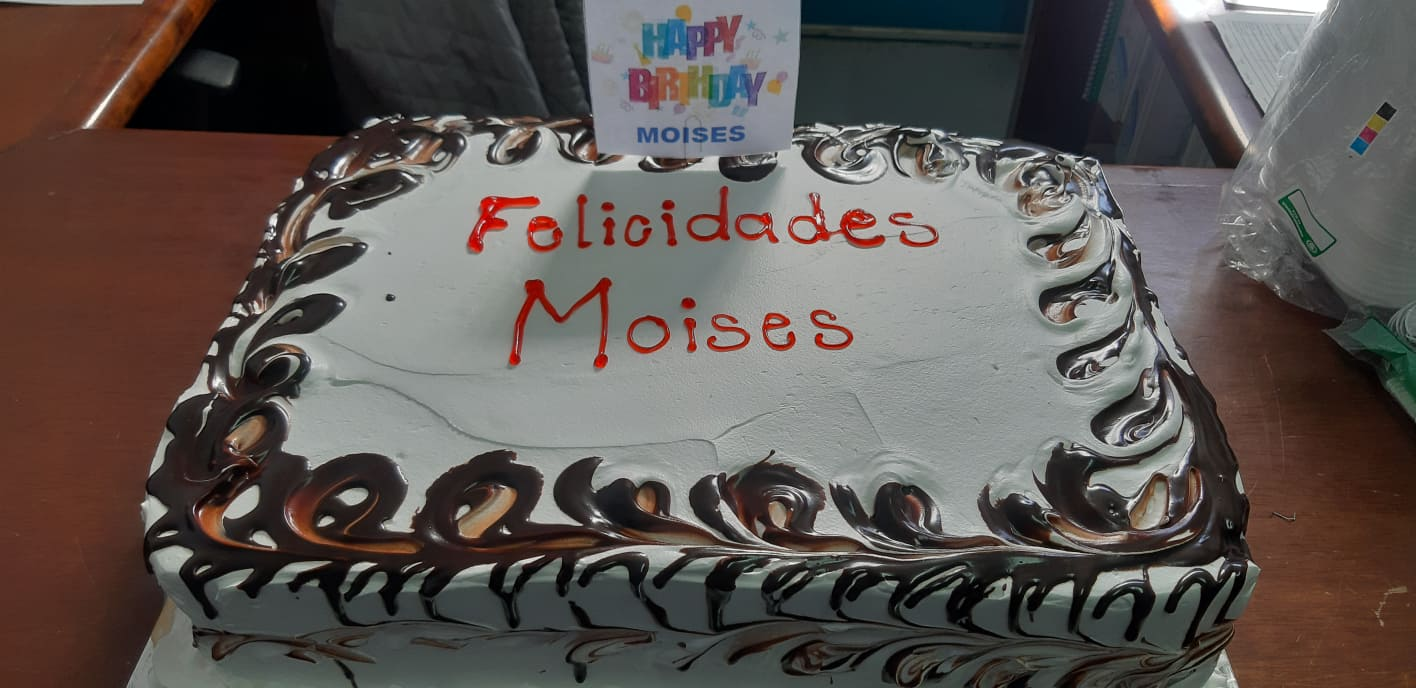 HAPPY
BIRTHDAY
MOISES
Felicidades
Moises